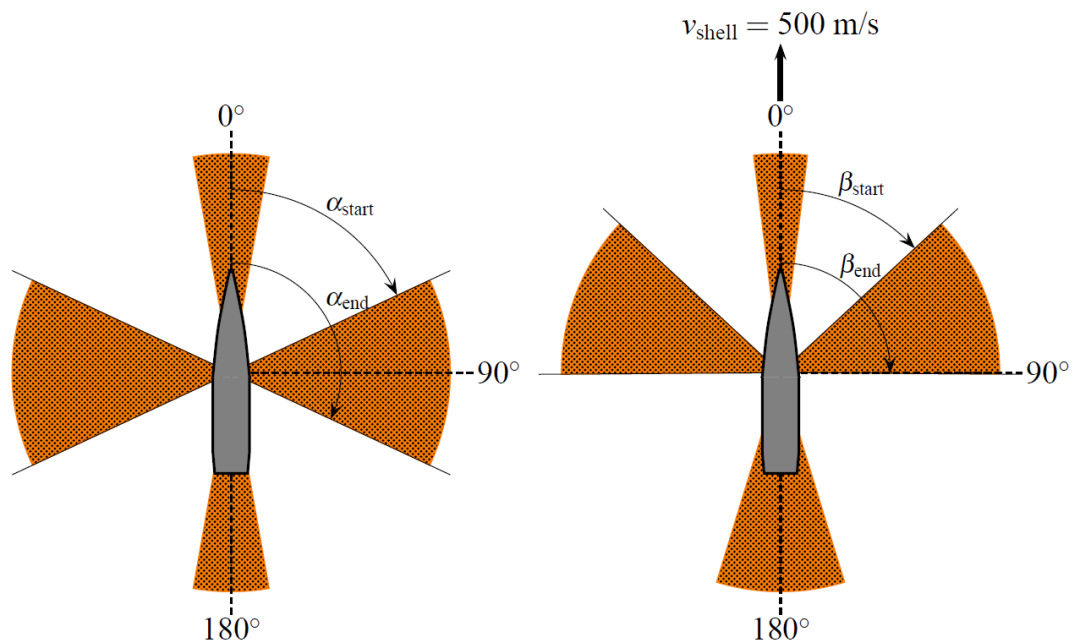 v_shell = 500 m/s
0°
0°
α_start
β_start
α_end
β_end
90°
90°
180°
180°